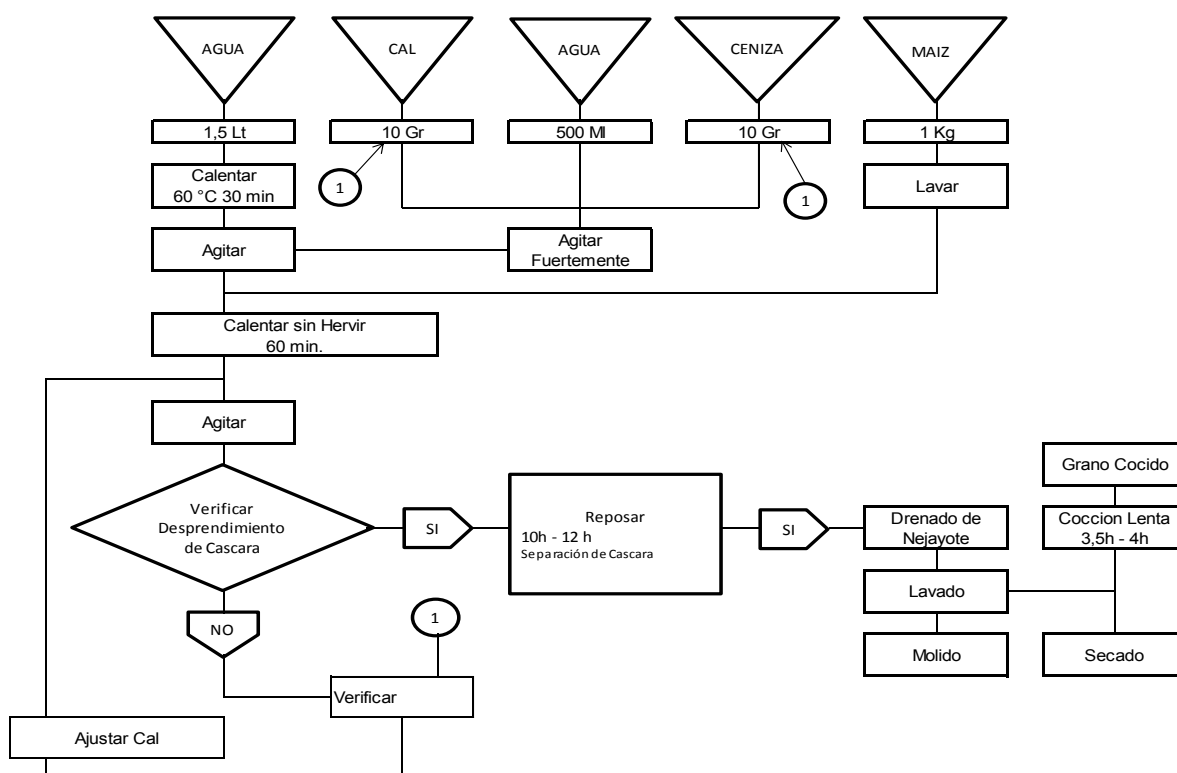 AGUA
CAL
AGUA
CENIZA
MAIZ
1,5 Lt
10 Gr
500 Ml
10 Gr
1 Kg
Calentar
60 °C 30 min
1
1
Lavar
Agitar
Agitar
Fuertemente
Calentar sin Hervir
60 min.
Agitar
Verificar
Desprendimiento
de Cascara
SI
Reposar
10h - 12 h
Separación de Cascara
SI
Drenado de
Nejayote
Grano Cocido
Coccion Lenta
3,5h - 4h
Lavado
Molido
Secado
NO
1
Verificar
Ajustar Cal